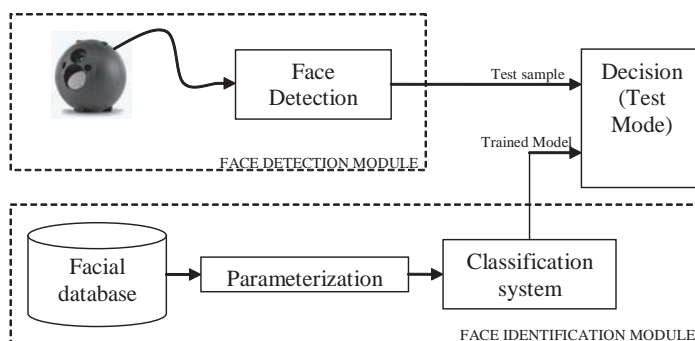 Face
Detection
Test sample
Decision
(Test
Mode)
Trained Model
FACE DETECTION MODULE
Facial
database
Parameterization
Classification
system
FACE IDENTIFICATION MODULE